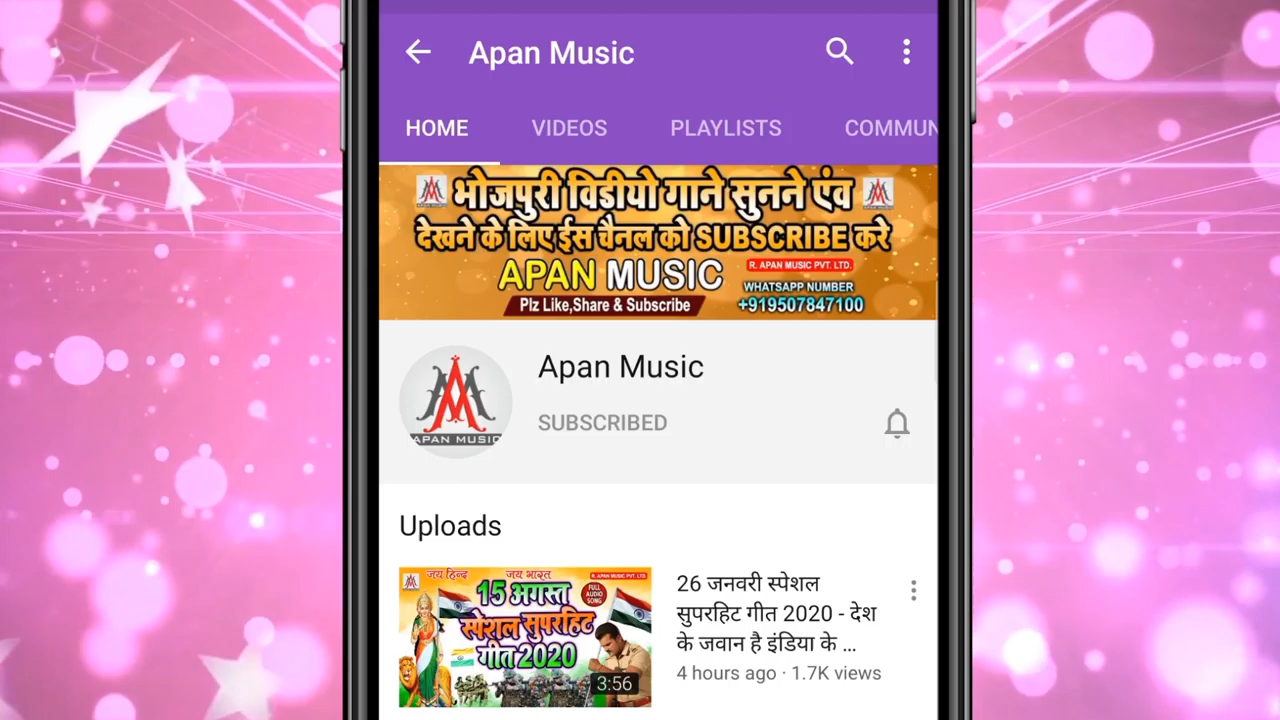 Apan Music
HOME VIDEOS PLAYLISTS COMMUN
भोजपुरी विडीयो गाने सुनने एंव
देखने के लिए ईस चैनल को SUBSCRIBE करे
APAN MUSIC
R. APAN MUSIC PVT. LTD.
WHATSAPP NUMBER
Plz Like,Share & Subscribe
+919507847100
Apan Music
SUBSCRIBED
APAN MUSIC
Uploads
जय हिन्द जय भारत
R. APAN MUSIC PVT. LTD.
15 अगस्त
FULL AUDIO SONG
स्पेशल सुपरहिट
गीत 2020
3:56
26 जनवरी स्पेशल
सुपरहिट गीत 2020 - देश
के जवान है इंडिया के ...
4 hours ago · 1.7K views